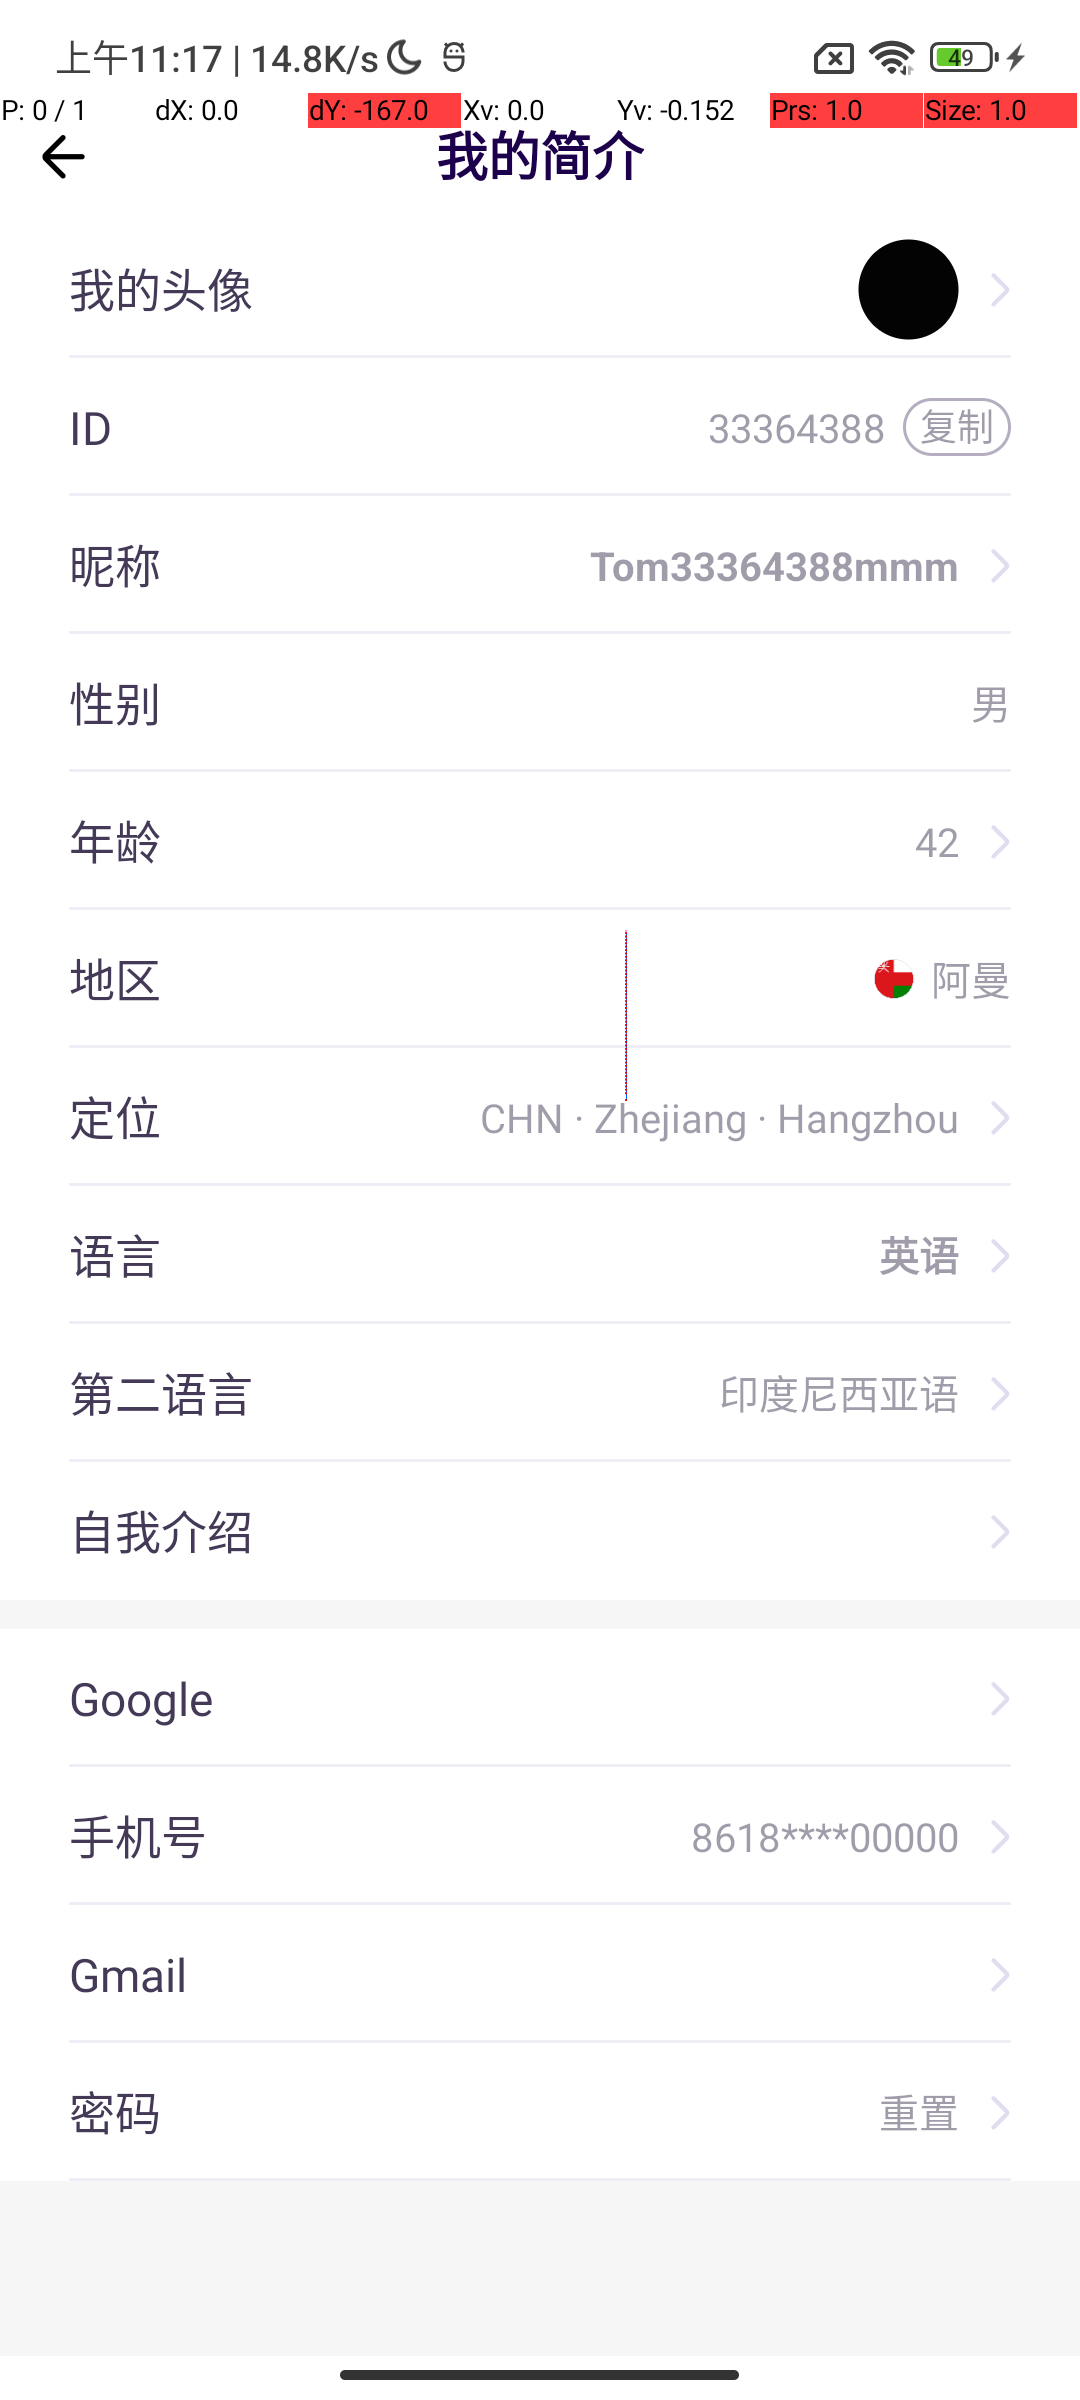 上午11:17 | 14.8K/s 49
P: 0 / 1 dX: 0.0 dY: -167.0 Xv: 0.0 Yv: -0.152 Prs: 1.0 Size: 1.0
我的简介
我的头像
ID 33364388 复制
昵称 Tom33364388mmm
性别 男
年龄 42
地区 阿曼
定位 CHN · Zhejiang · Hangzhou
语言 英语
第二语言 印度尼西亚语
自我介绍
Google
手机号 8618****00000
Gmail
密码 重置